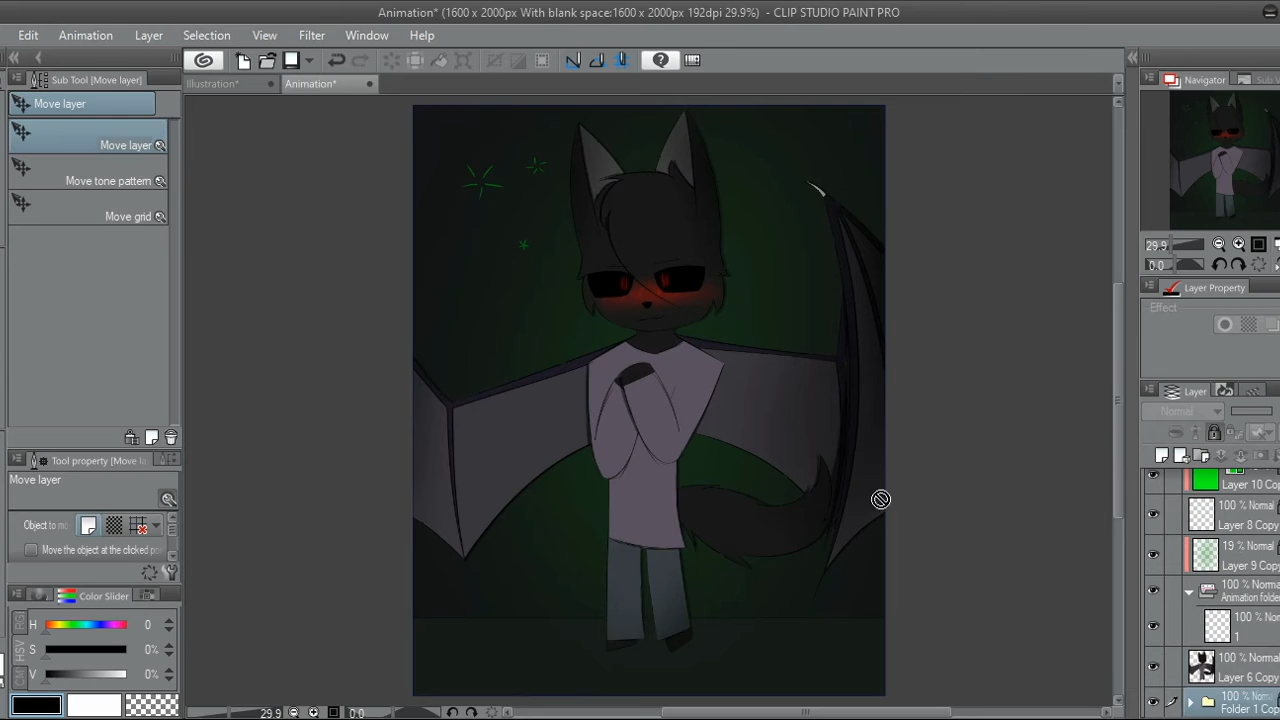 Animation* (1600 x 2000px With blank space:1600 x 2000px 192dpi 29.9%) - CLIP STUDIO PAINT PRO
Edit Animation Layer Selection View Filter Window Help
Illustration* Animation*
Sub Tool [Move layer]
Move layer
Move layer
Move tone pattern
Move grid
Tool property [Move la
Move layer
Object to mo
Move the object at the clicked po
Color Slider
H 0
S 0%
V 0%
29.9 0.0
Navigator
29.9
0.0
Layer Property
Effect
Layer
Normal
Layer 10 Cop
100 % Normal
Layer 8 Copy
19 % Normal
Layer 9 Copy
100 % Norma
Animation folde
100 %
1
100 % Normal
Layer 6 Copy
100 % Norm
Folder 1 Cop